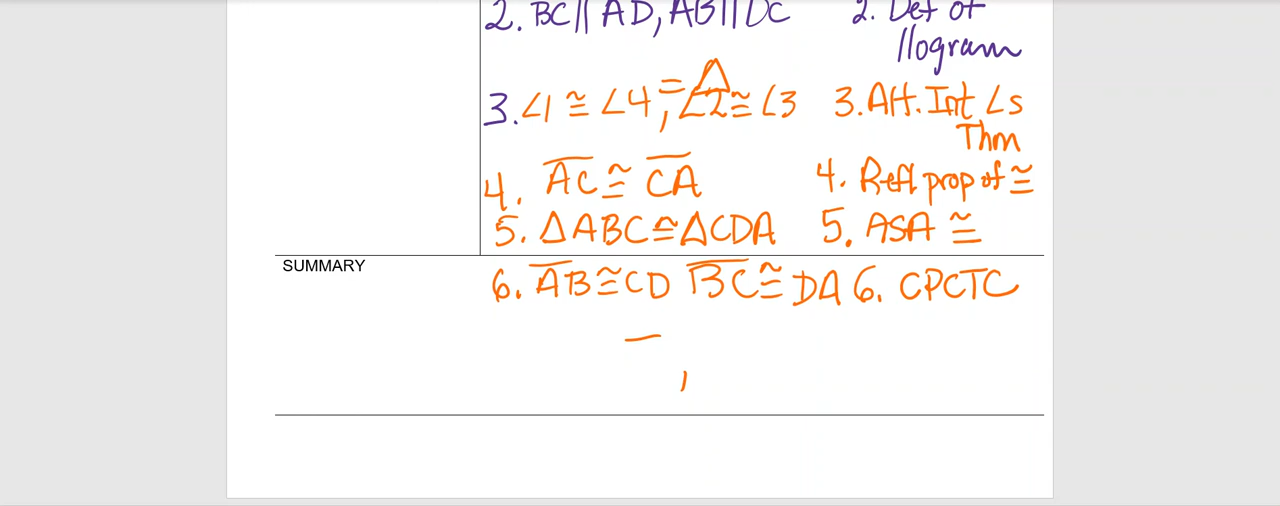 2. BC || AD, AB || DC 2. Def of
llogram
3. ∠1 ≅ ∠4, ∠2 ≅ ∠3 3. Alt. Int ∠s
Thm
4. AC ≅ CA 4. Refl prop of ≅
5. △ABC ≅ △CDA 5. ASA ≅
SUMMARY 6. AB ≅ CD BC ≅ DA 6. CPCTC